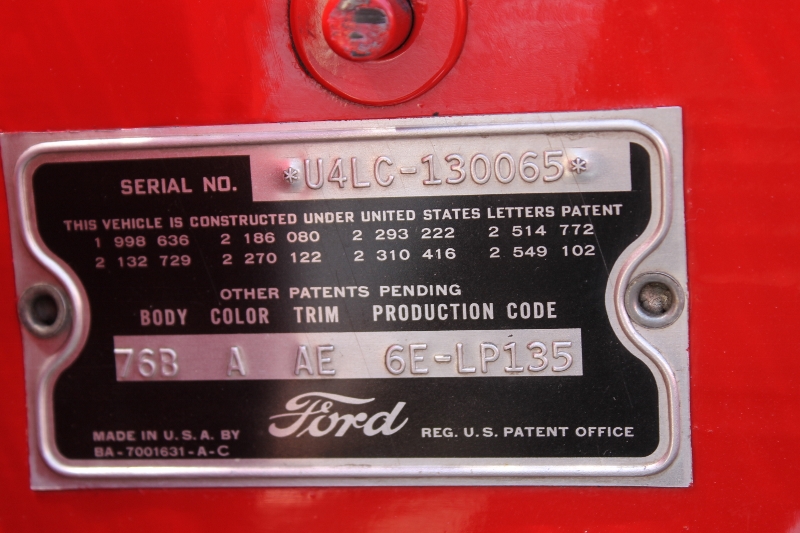 SERIAL NO. *U4LC-130065*
THIS VEHICLE IS CONSTRUCTED UNDER UNITED STATES LETTERS PATENT
1 998 636 2 186 080 2 293 222 2 514 772
2 132 729 2 270 122 2 310 416 2 549 102
OTHER PATENTS PENDING
BODY COLOR TRIM PRODUCTION CODE
76B A AE 6E-LP135
MADE IN U.S.A. BY Ford REG. U.S. PATENT OFFICE
BA-7001631-A-C